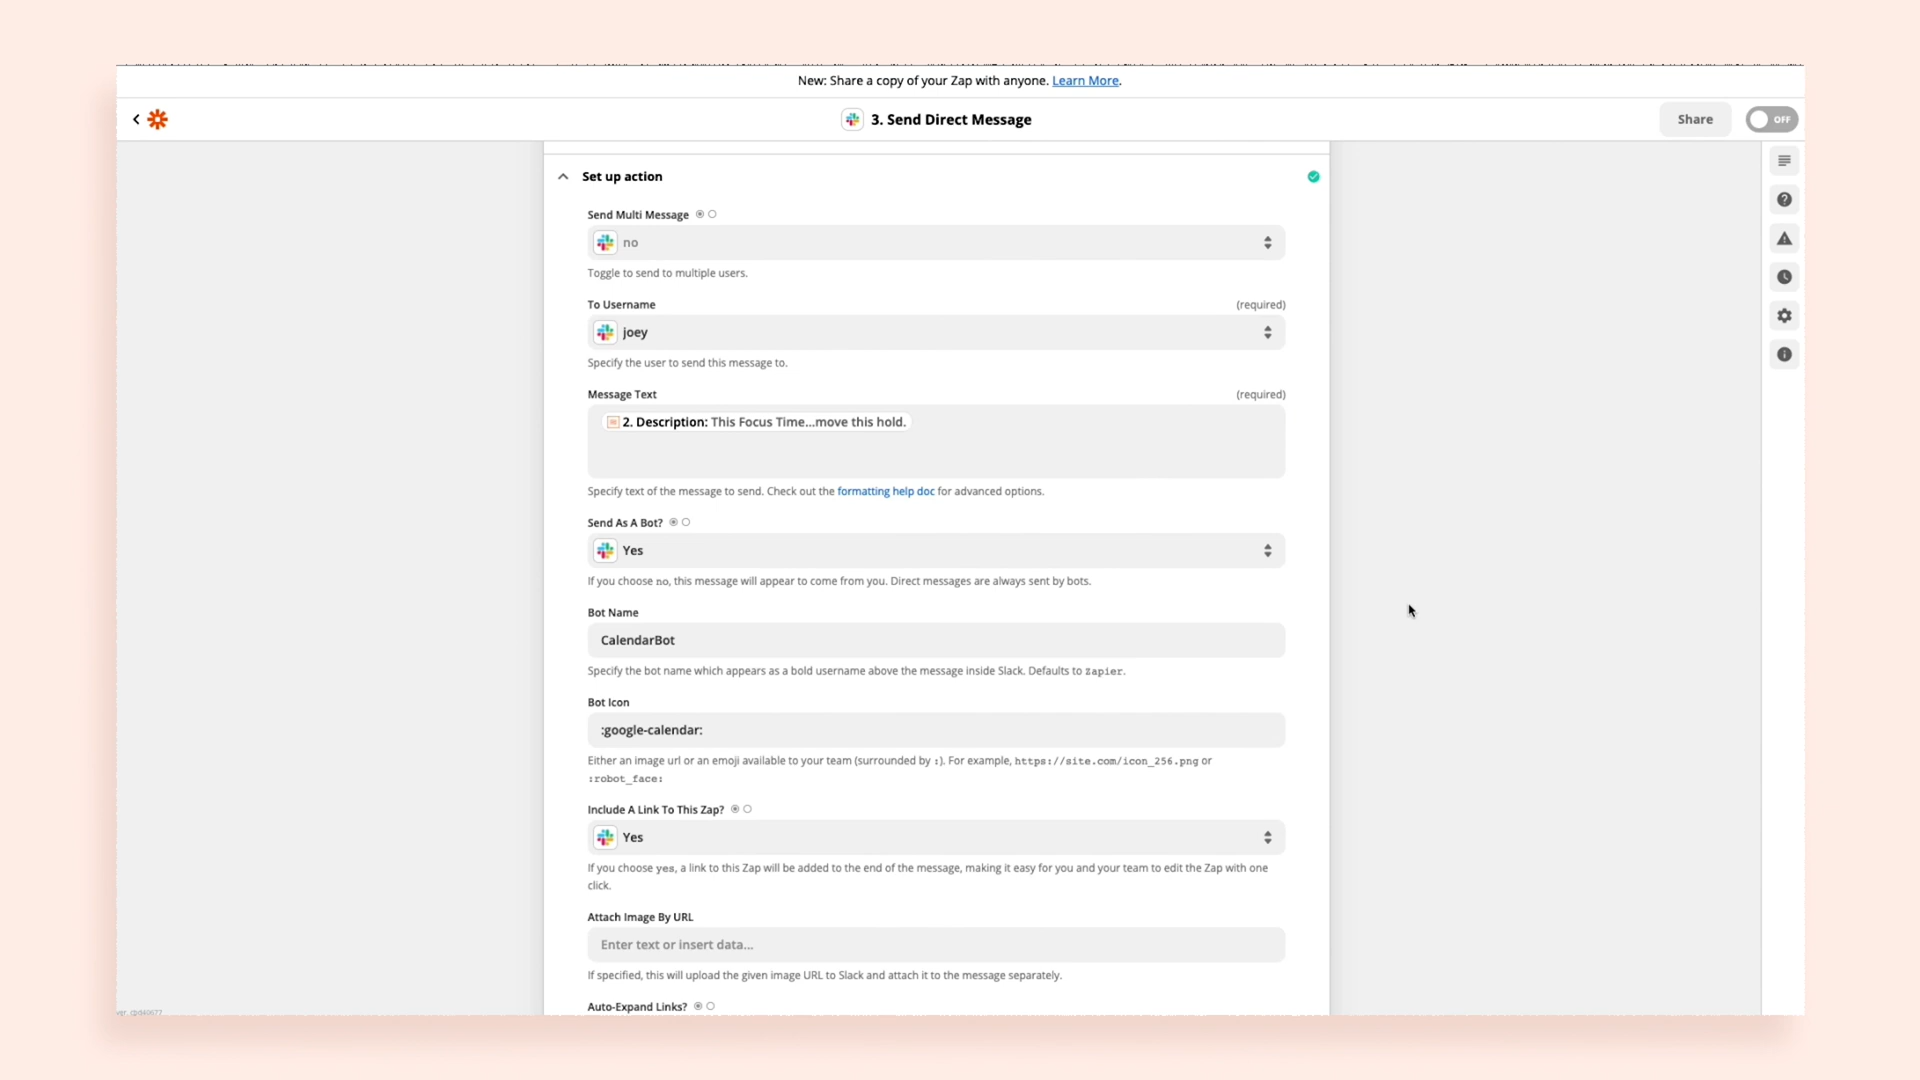 New: Share a copy of your Zap with anyone. Learn More.
3. Send Direct Message
Share
OFF
Set up action
Send Multi Message
no
Toggle to send to multiple users.
To Username
(required)
joey
Specify the user to send this message to.
Message Text
(required)
2. Description: This Focus Time...move this hold.
Specify text of the message to send. Check out the formatting help doc for advanced options.
Send As A Bot?
Yes
If you choose no, this message will appear to come from you. Direct messages are always sent by bots.
Bot Name
CalendarBot
Specify the bot name which appears as a bold username above the message inside Slack. Defaults to zapier.
Bot Icon
:google-calendar:
Either an image url or an emoji available to your team (surrounded by :). For example, https://site.com/icon_256.png or
:robot_face:
Include A Link To This Zap?
Yes
If you choose yes, a link to this Zap will be added to the end of the message, making it easy for you and your team to edit the Zap with one
click.
Attach Image By URL
Enter text or insert data...
If specified, this will upload the given image URL to Slack and attach it to the message separately.
Auto-Expand Links?